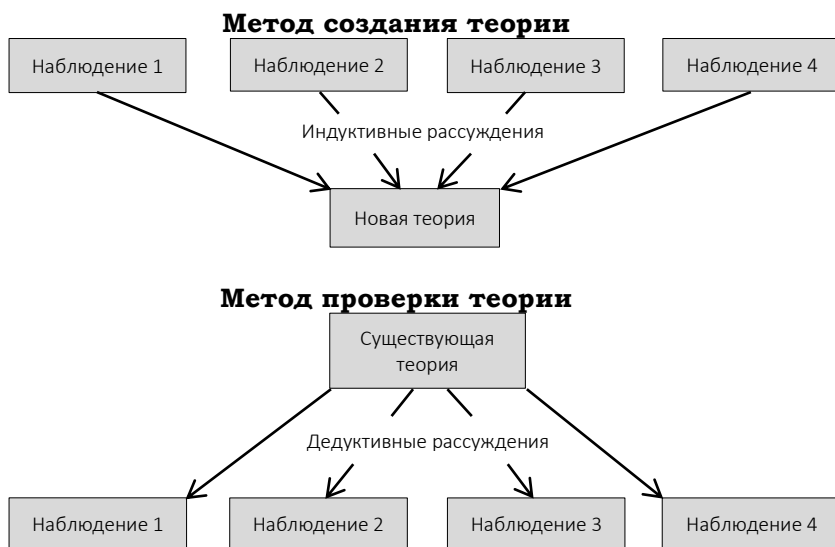 Метод создания теории
Наблюдение 1
Наблюдение 2
Наблюдение 3
Наблюдение 4
Индуктивные рассуждения
Новая теория
Метод проверки теории
Существующая
теория
Дедуктивные рассуждения
Наблюдение 1
Наблюдение 2
Наблюдение 3
Наблюдение 4